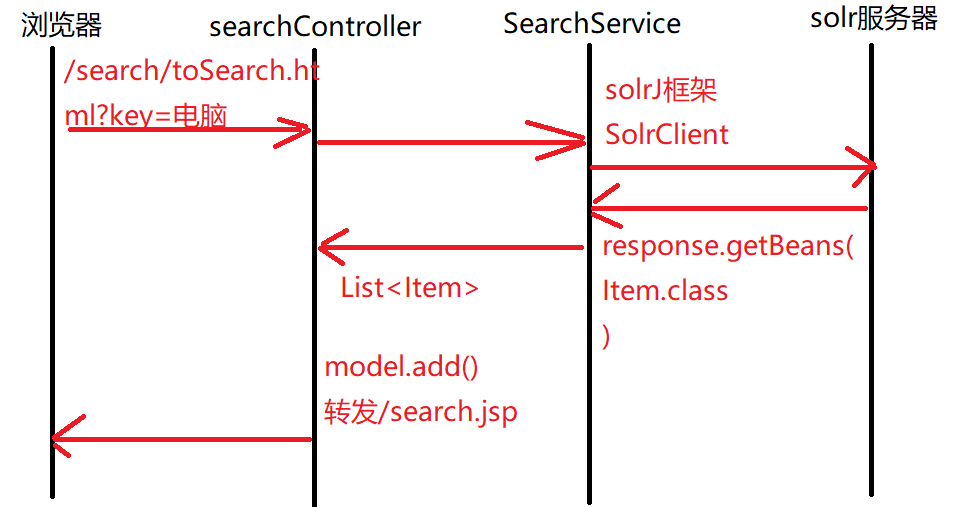 浏览器
searchController
SearchService
solr服务器
/search/toSearch.ht
ml?key=电脑
solrJ框架
SolrClient
response.getBeans(
Item.class
)
List<Item>
model.add()
转发/search.jsp